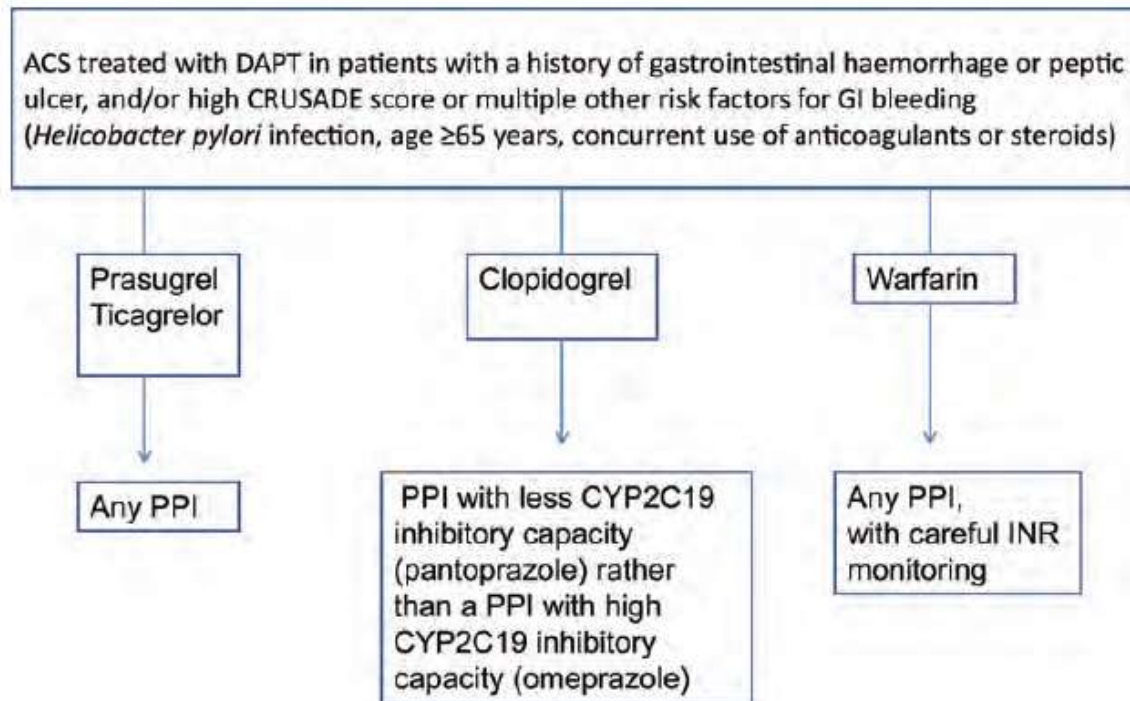 ACS treated with DAPT in patients with a history of gastrointestinal haemorrhage or peptic
ulcer, and/or high CRUSADE score or multiple other risk factors for GI bleeding
(Helicobacter pylori infection, age ≥65 years, concurrent use of anticoagulants or steroids)
Prasugrel
Ticagrelor
Clopidogrel
Warfarin
Any PPI
PPI with less CYP2C19
inhibitory capacity
(pantoprazole) rather
than a PPI with high
CYP2C19 inhibitory
capacity (omeprazole)
Any PPI,
with careful INR
monitoring